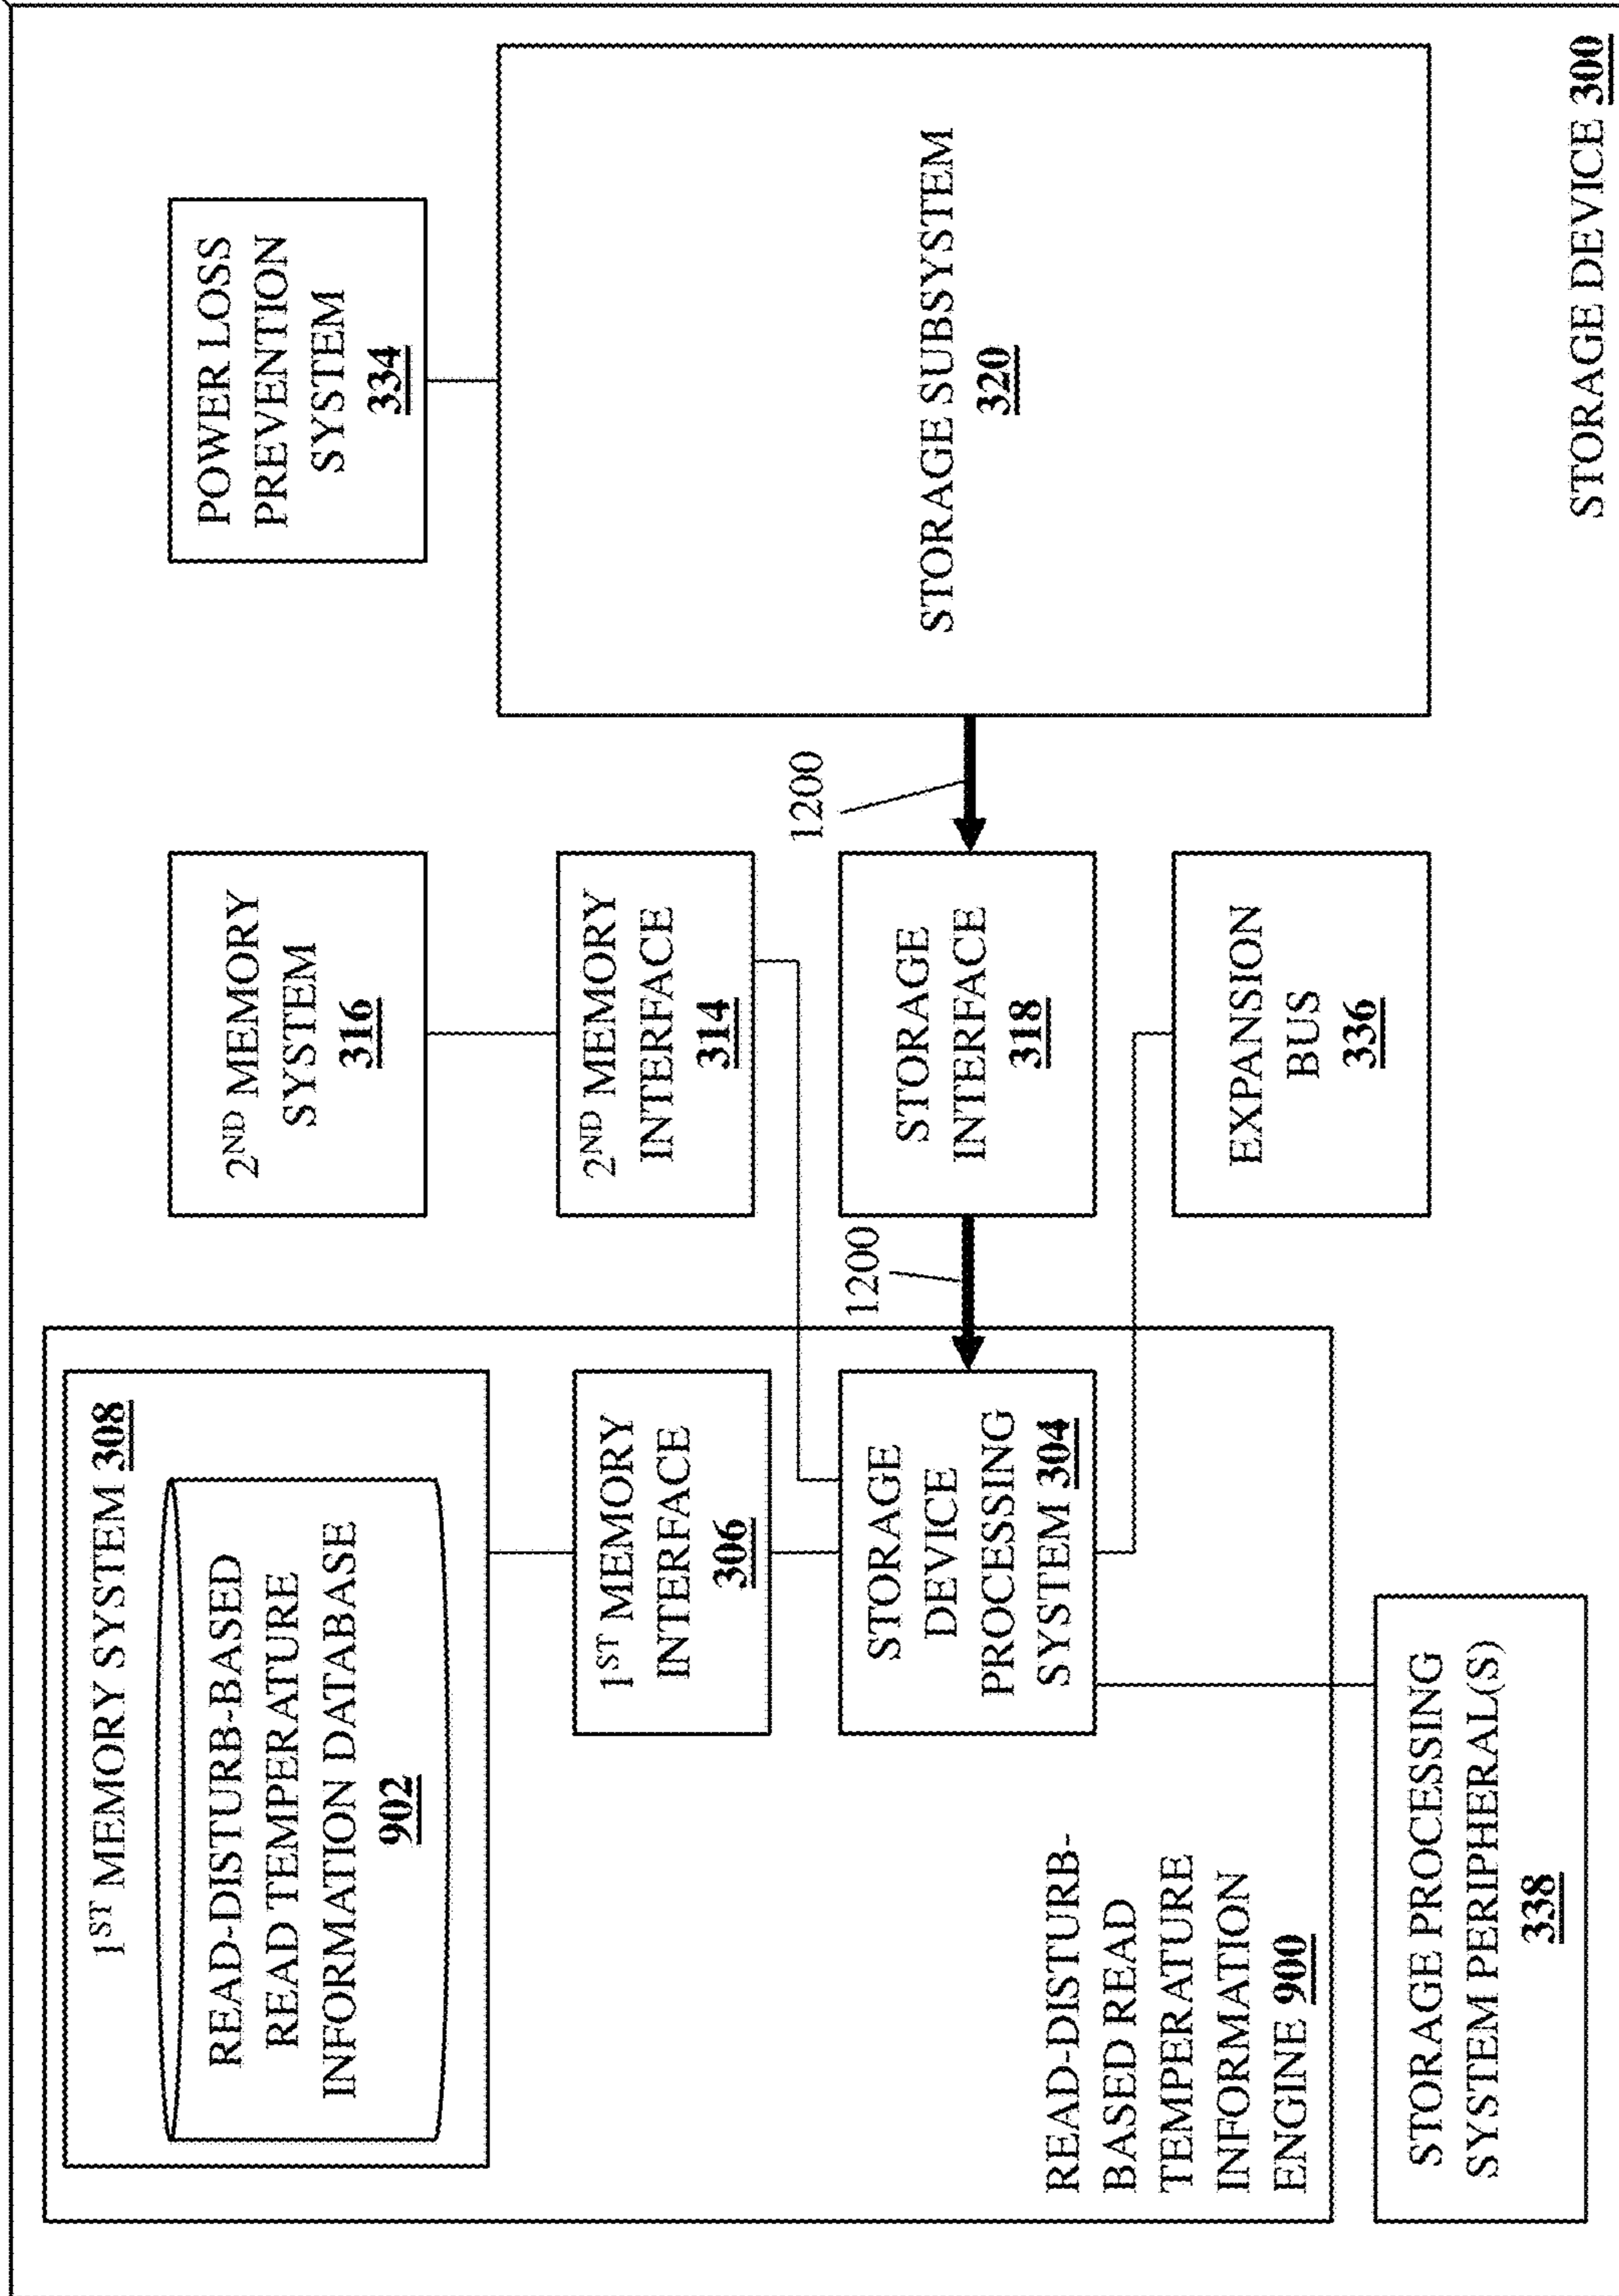 1ST MEMORY SYSTEM 308
READ-DISTURB-BASED
READ TEMPERATURE
INFORMATION DATABASE
902
1ST MEMORY
INTERFACE
306
STORAGE
DEVICE
PROCESSING
SYSTEM 304
READ-DISTURB-
BASED READ
TEMPERATURE
INFORMATION
ENGINE 900
STORAGE PROCESSING
SYSTEM PERIPHERAL(S)
338
2ND MEMORY
SYSTEM
316
2ND MEMORY
INTERFACE
314
1200
STORAGE
INTERFACE
318
1200
EXPANSION
BUS
336
POWER LOSS
PREVENTION
SYSTEM
334
STORAGE SUBSYSTEM
320
STORAGE DEVICE 300